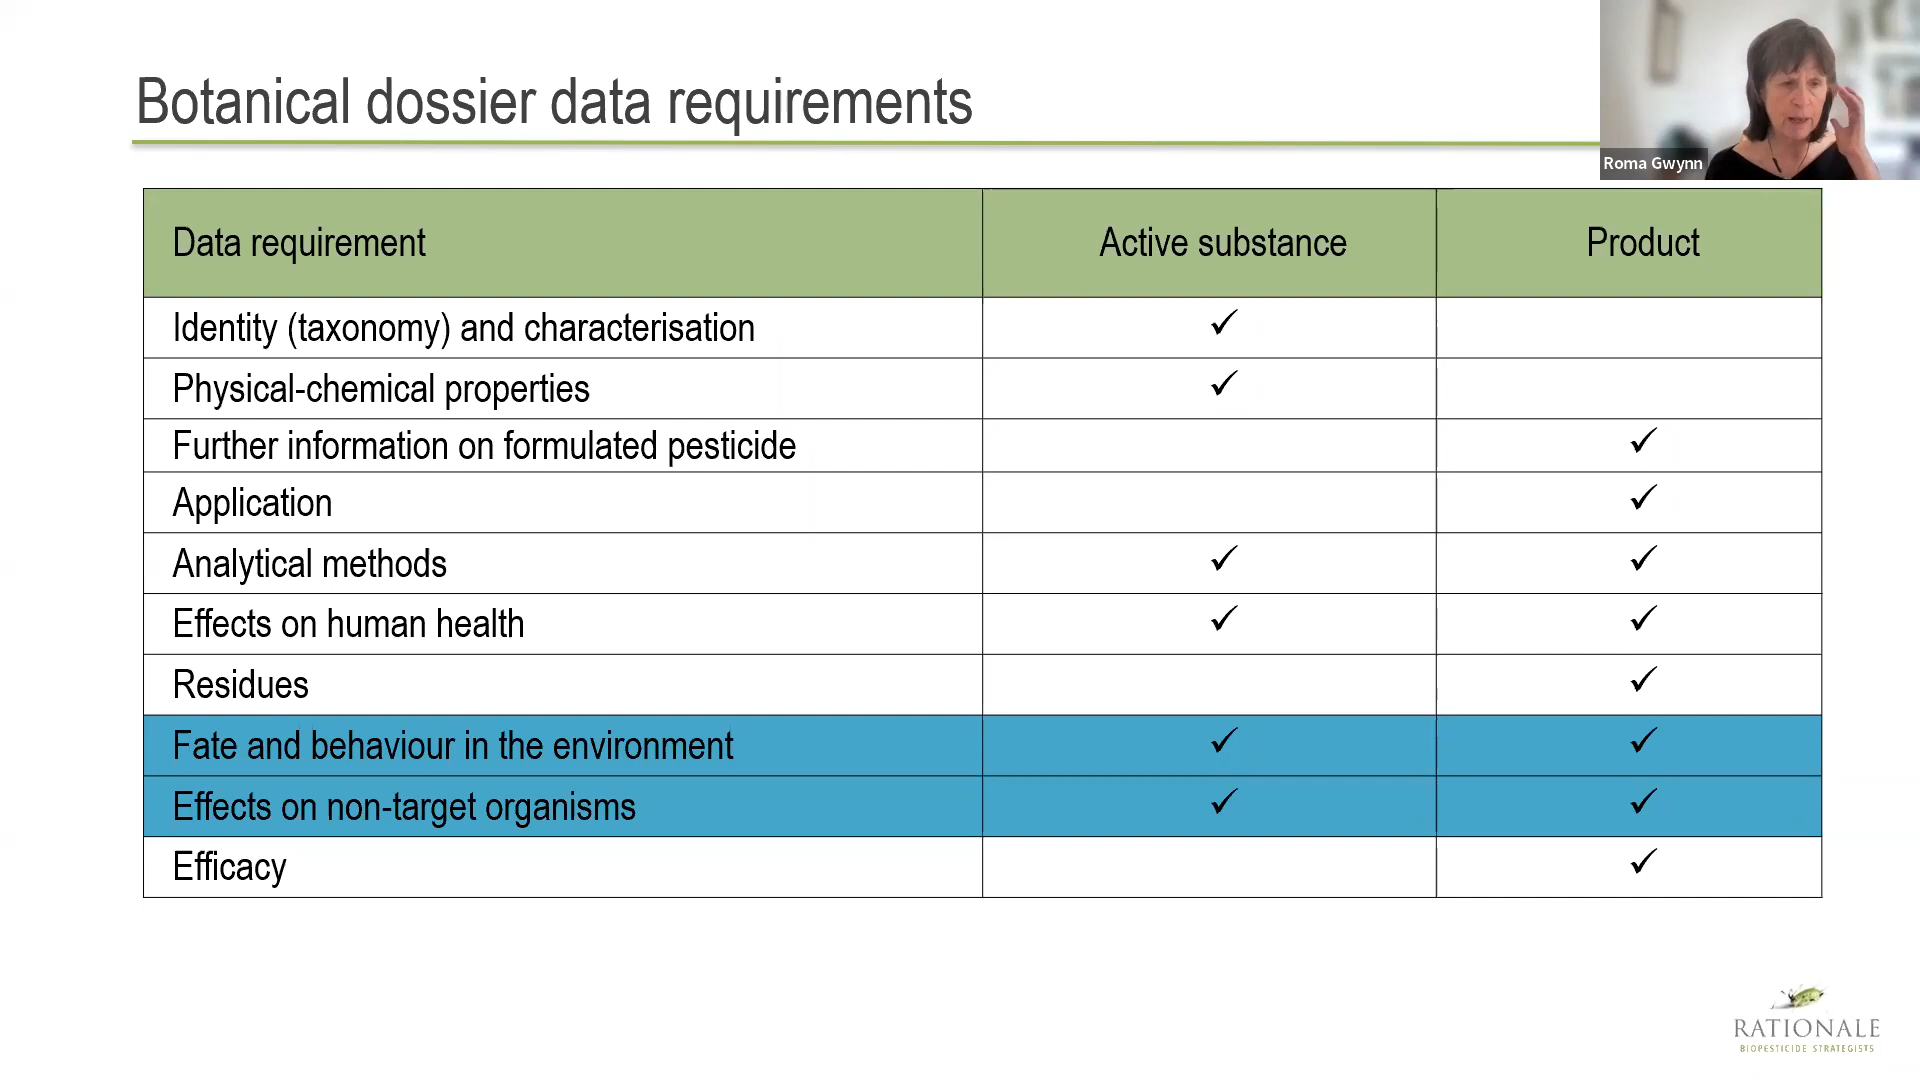 Botanical dossier data requirements
Roma Gwynn
Data requirement Active substance Product
Identity (taxonomy) and characterisation ✓
Physical-chemical properties ✓
Further information on formulated pesticide ✓
Application ✓
Analytical methods ✓ ✓
Effects on human health ✓ ✓
Residues ✓
Fate and behaviour in the environment ✓ ✓
Effects on non-target organisms ✓ ✓
Efficacy ✓
RATIONALE
BIOPESTICIDE STRATEGISTS